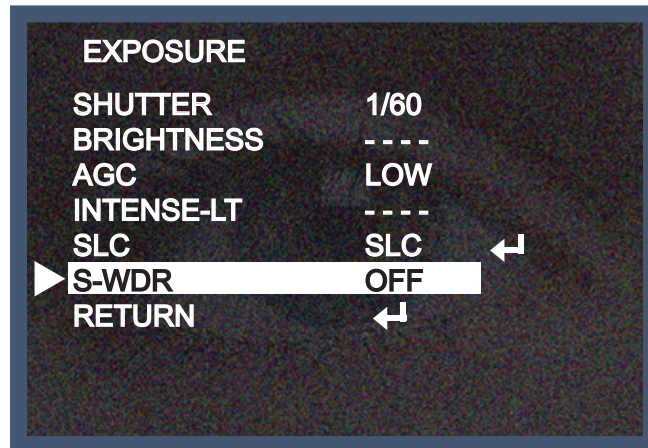 EXPOSURE
SHUTTER 1/60
BRIGHTNESS - - - -
AGC LOW
INTENSE-LT - - - -
SLC SLC
S-WDR OFF
RETURN